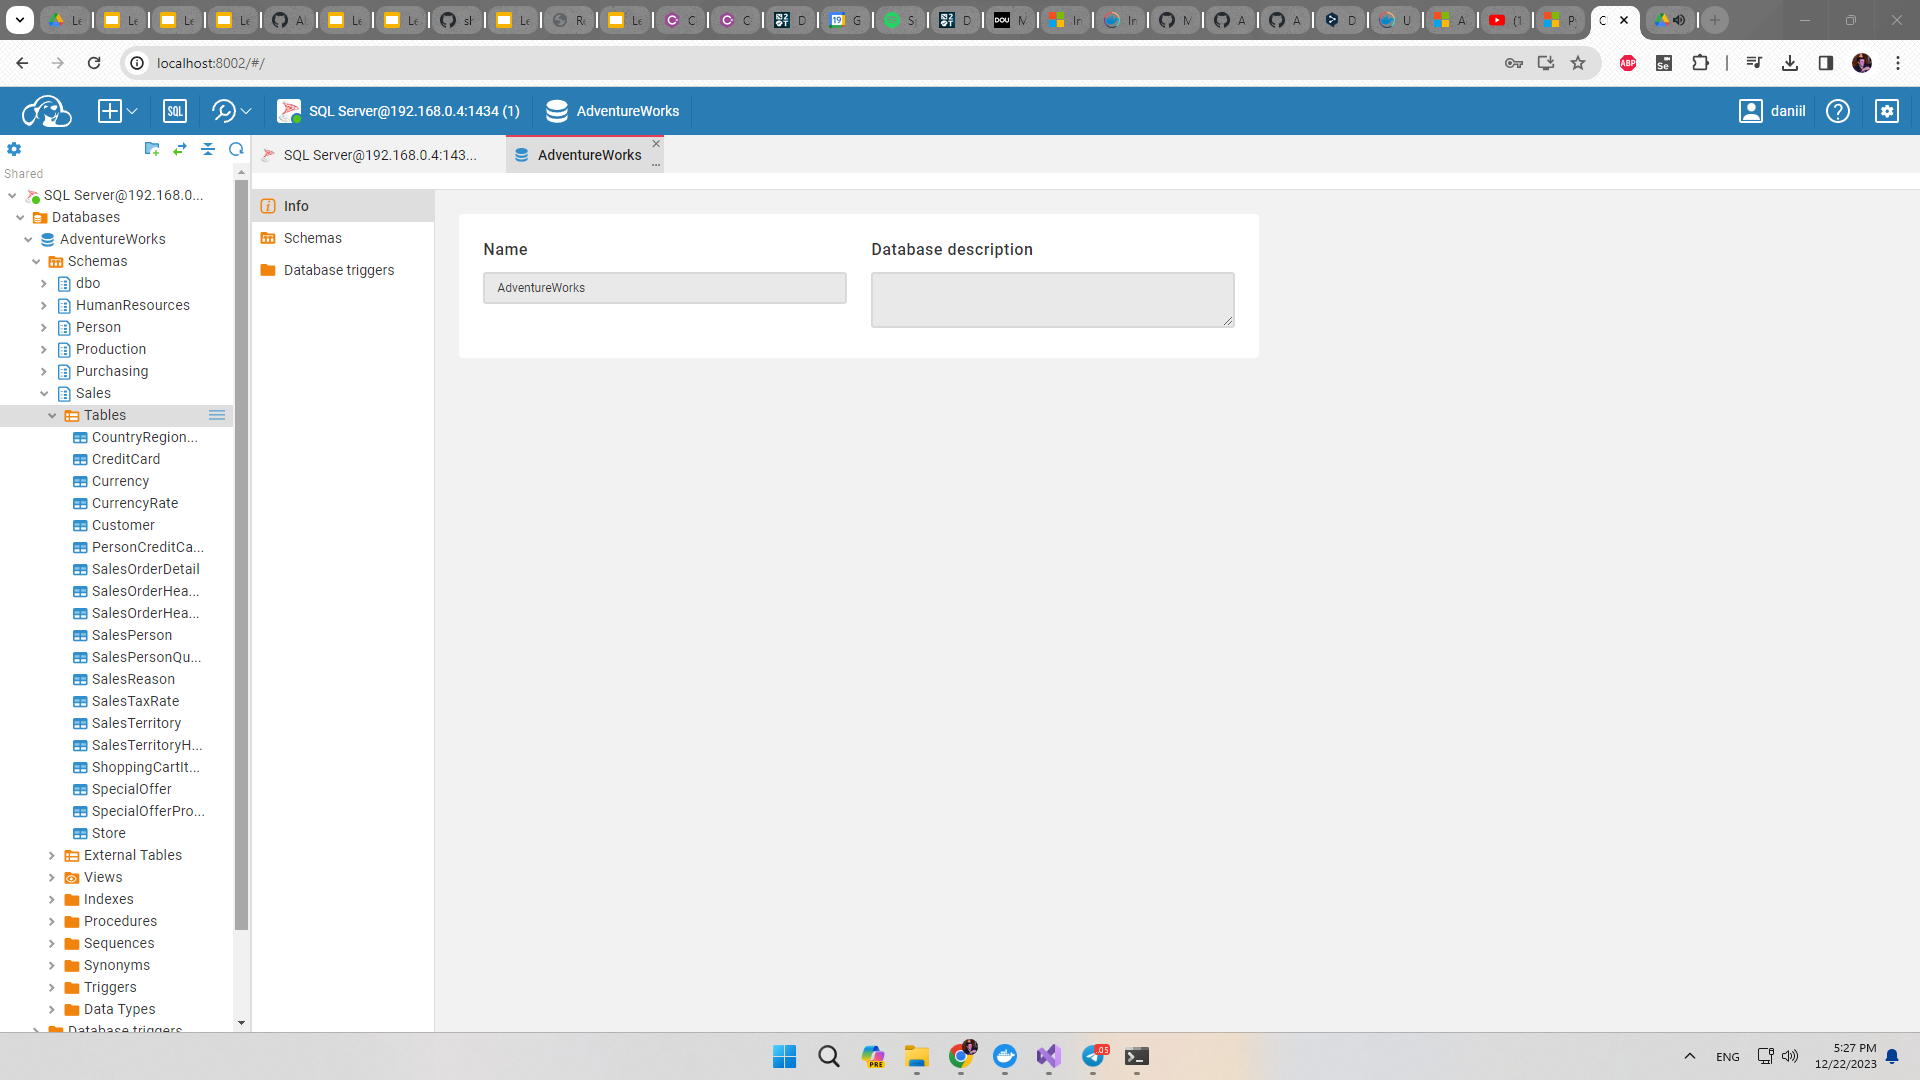 localhost:8002/#/
SQL
SQL Server@192.168.0.4:1434 (1)
AdventureWorks
daniil
SQL Server@192.168.0.4:143...
AdventureWorks
Shared
SQL Server@192.168.0...
Databases
AdventureWorks
Schemas
dbo
HumanResources
Person
Production
Purchasing
Sales
Tables
CountryRegion...
CreditCard
Currency
CurrencyRate
Customer
PersonCreditCa...
SalesOrderDetail
SalesOrderHea...
SalesOrderHea...
SalesPerson
SalesPersonQu...
SalesReason
SalesTaxRate
SalesTerritory
SalesTerritoryH...
ShoppingCartIt...
SpecialOffer
SpecialOfferPro...
Store
External Tables
Views
Indexes
Procedures
Sequences
Synonyms
Triggers
Data Types
Database triggers
Info
Schemas
Database triggers
Name
Database description
AdventureWorks
ENG
5:27 PM
12/22/2023